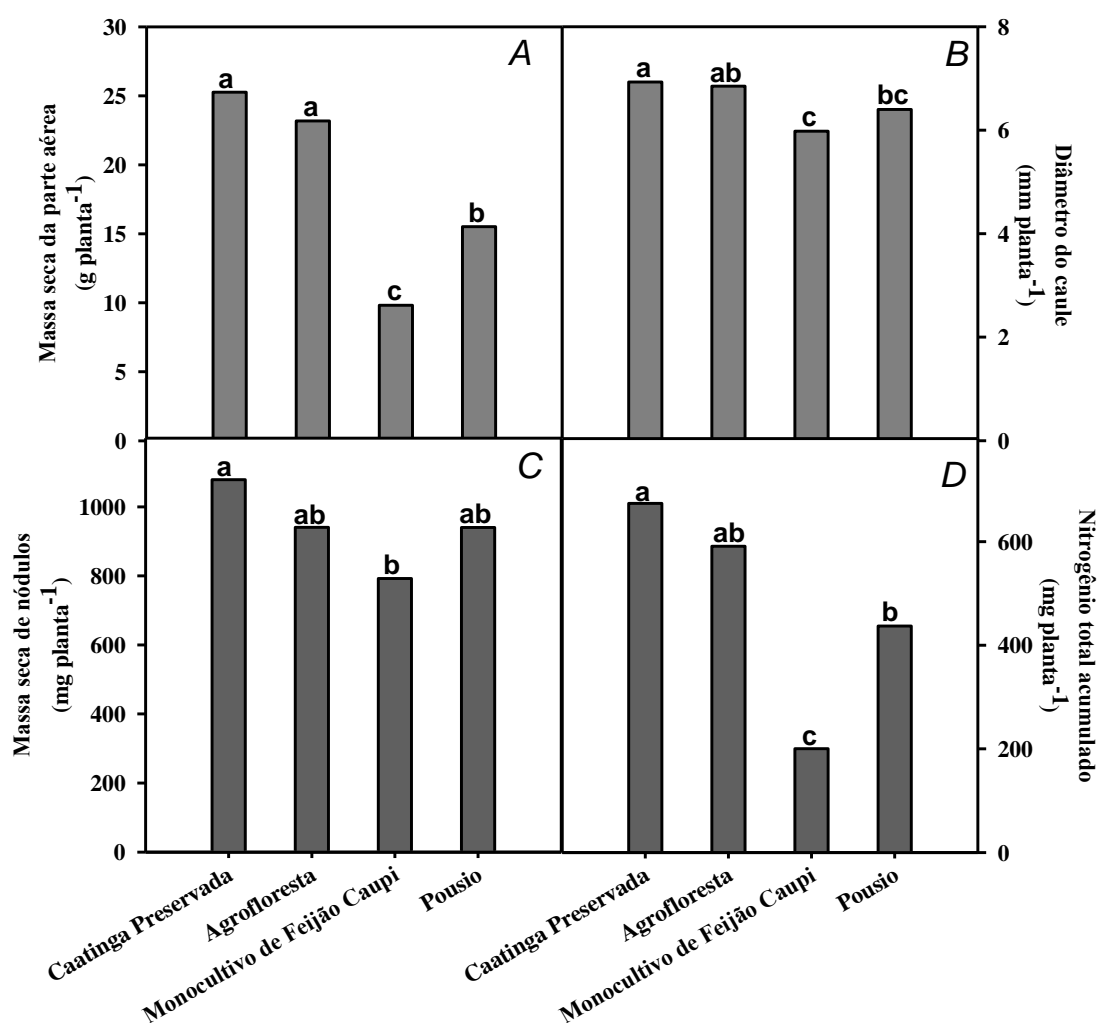 A
Massa seca da parte aérea
(g planta-1)
30
25
20
15
10
5
0
a
a
c
b
B
a
ab
c
bc
8
6
4
2
0
Diâmetro do caule
(mm planta-1)
C
Massa seca de nódulos
(mg planta-1)
1000
800
600
400
200
0
a
ab
b
ab
D
a
ab
c
b
600
400
200
0
Nitrogênio total acumulado
(mg planta-1)
Caatinga Preservada
Agrofloresta
Monocultivo de Feijão Caupi
Pousio
Caatinga Preservada
Agrofloresta
Monocultivo de Feijão Caupi
Pousio